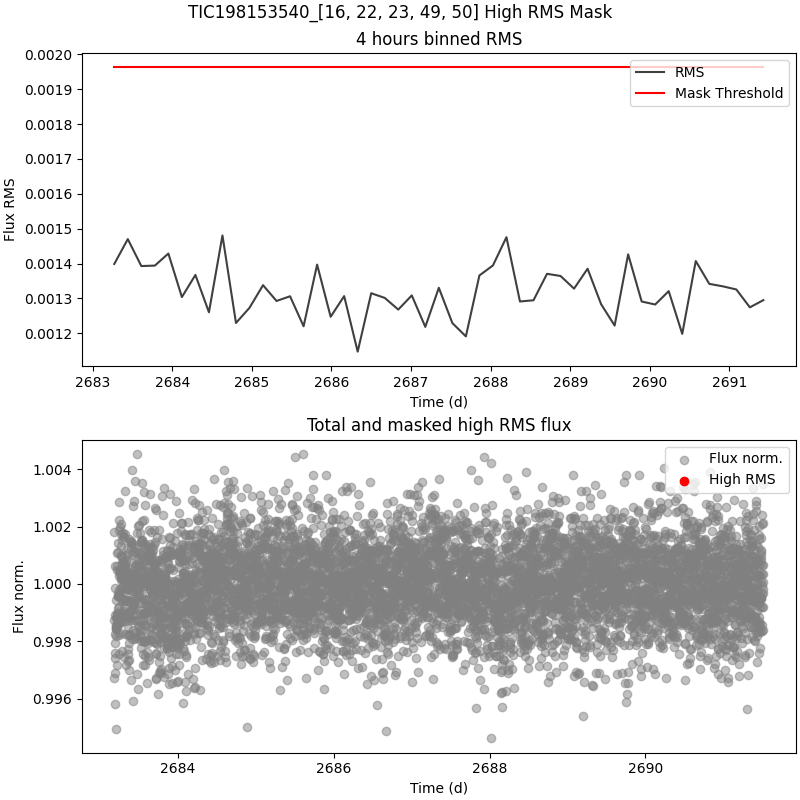 TIC198153540_[16, 22, 23, 49, 50] High RMS Mask
4 hours binned RMS
0.0020
0.0019
0.0018
0.0017
0.0016
0.0015
0.0014
0.0013
0.0012
Flux RMS
RMS
Mask Threshold
2683 2684 2685 2686 2687 2688 2689 2690 2691
Time (d)
Total and masked high RMS flux
1.004
1.002
1.000
0.998
0.996
Flux norm.
Flux norm.
High RMS
2684 2686 2688 2690
Time (d)